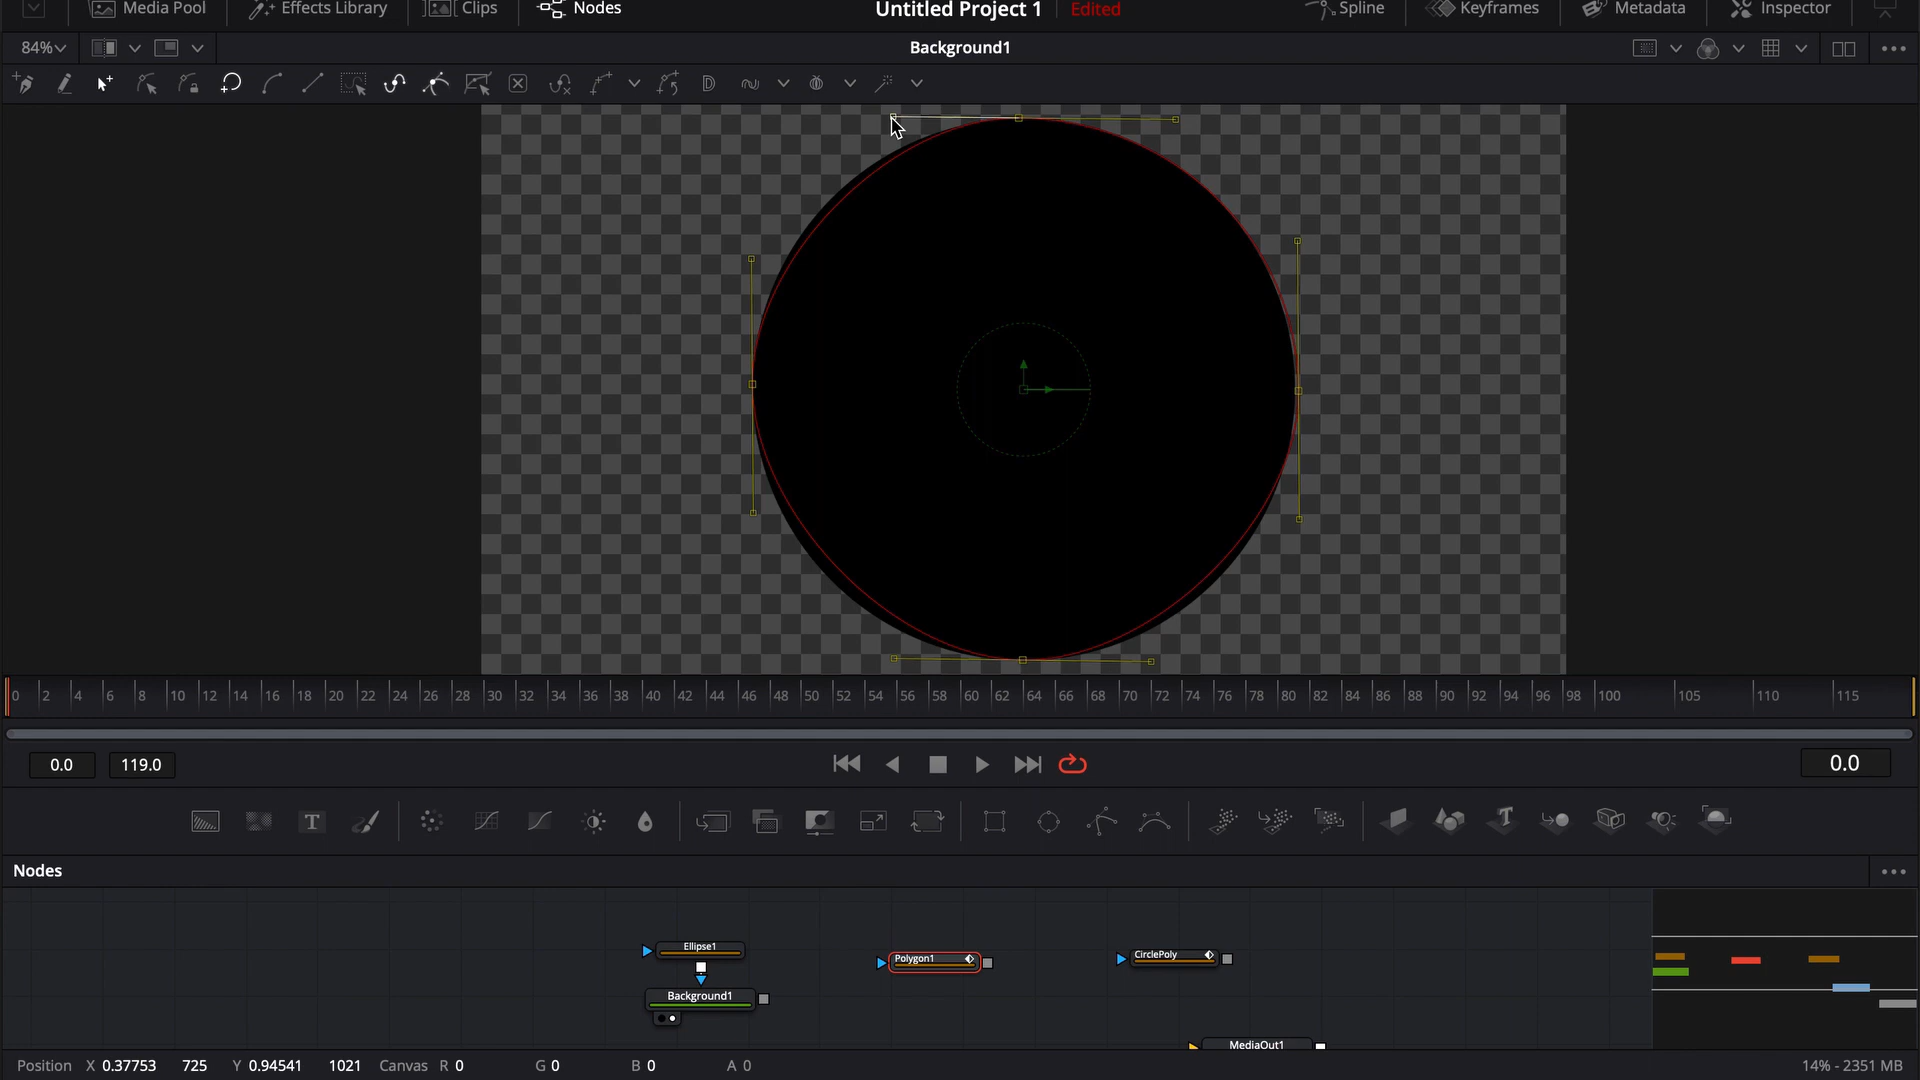 Media Pool Effects Library Clips Nodes Untitled Project 1 Edited Spline Keyframes Metadata Inspector
84% Background1
0 2 4 6 8 10 12 14 16 18 20 22 24 26 28 30 32 34 36 38 40 42 44 46 48 50 52 54 56 58 60 62 64 66 68 70 72 74 76 78 80 82 84 86 88 90 92 94 96 98 100 105 110 115
0.0 119.0 0.0
Nodes
Ellipse1
Polygon1
CirclePoly
Background1
MediaOut1
Position X 0.37753 725 Y 0.94541 1021 Canvas R 0 G 0 B 0 A 0 14% - 2351 MB